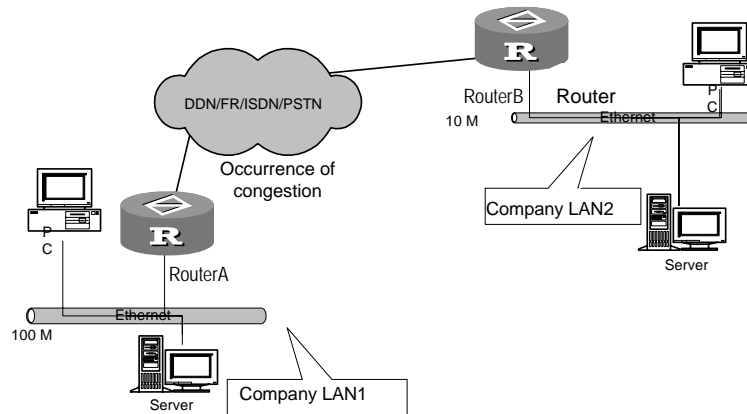 R
DDN/FR/ISDN/PSTN
RouterB
Router
P
C
10 M
Ethernet
Occurrence of
congestion
Company LAN2
Server
P
C
R
RouterA
Ethernet
100 M
Company LAN1
Server